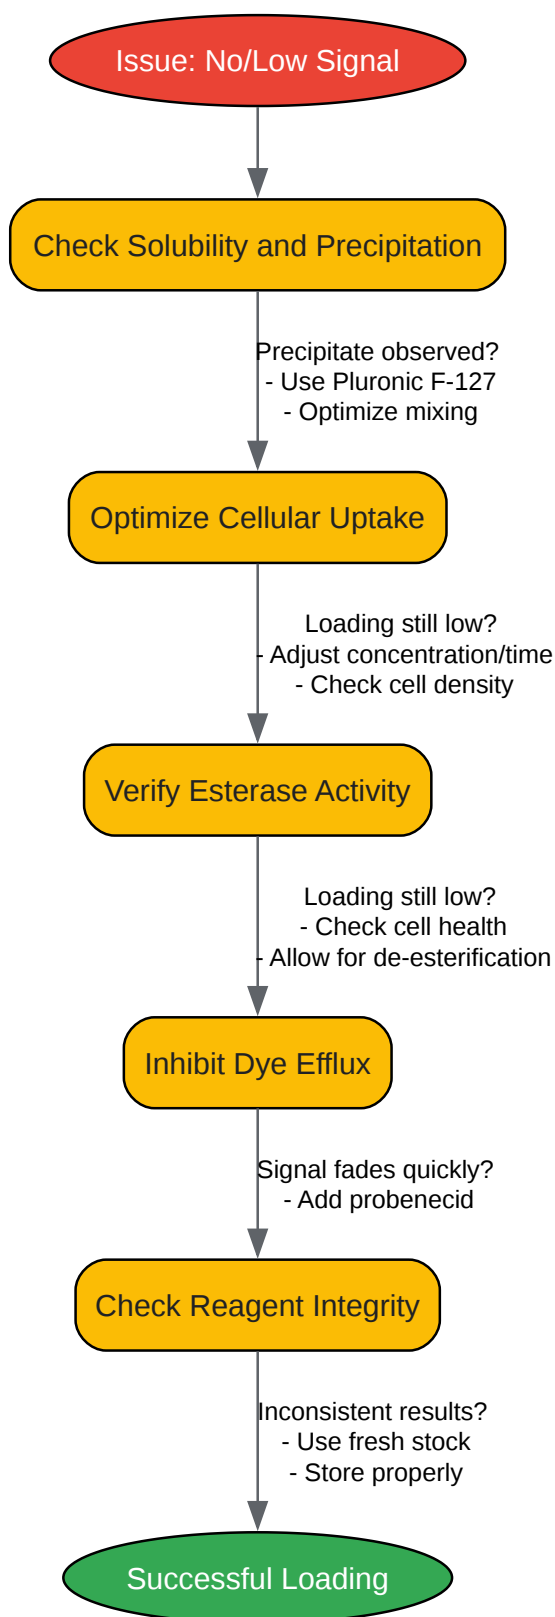 Issue: No/Low Signal
Check Solubility and Precipitation
Precipitate observed?
- Use Pluronic F-127
- Optimize mixing
Optimize Cellular Uptake
Loading still low?
- Adjust concentration/time
- Check cell density
Verify Esterase Activity
Loading still low?
- Check cell health
- Allow for de-esterification
Inhibit Dye Efflux
Signal fades quickly?
- Add probenecid
Check Reagent Integrity
Inconsistent results?
- Use fresh stock
- Store properly
Successful Loading